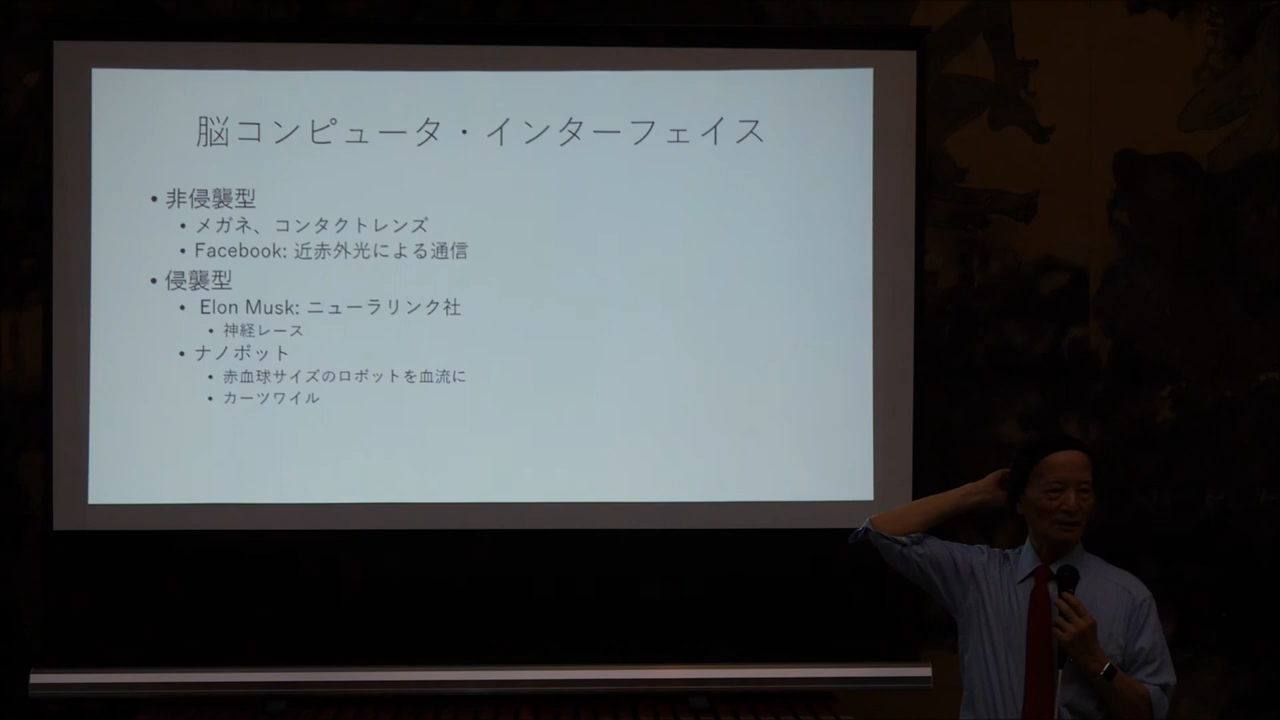 脳コンピュータ・インターフェイス
• 非侵襲型
• メガネ、コンタクトレンズ
• Facebook: 近赤外光による通信
• 侵襲型
• Elon Musk: ニューラリンク社
• 神経レース
• ナノボット
• 赤血球サイズのロボットを血流に
• カーツワイル